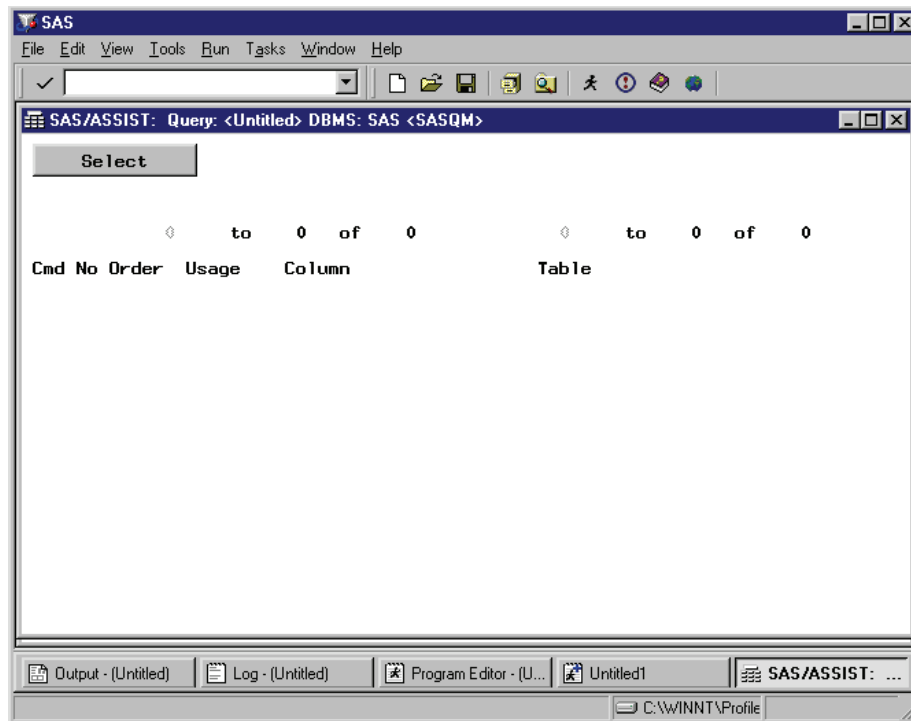 SAS
File Edit View Tools Run Tasks Window Help
SAS/ASSIST: Query: <Untitled> DBMS: SAS <SASQM>
Select
0 to 0 of 0 0 to 0 of 0
Cmd No Order Usage Column Table
Output - (Untitled) Log - (Untitled) Program Editor - (U... Untitled1 SAS/ASSIST: ...
C:\WINNT\Profile